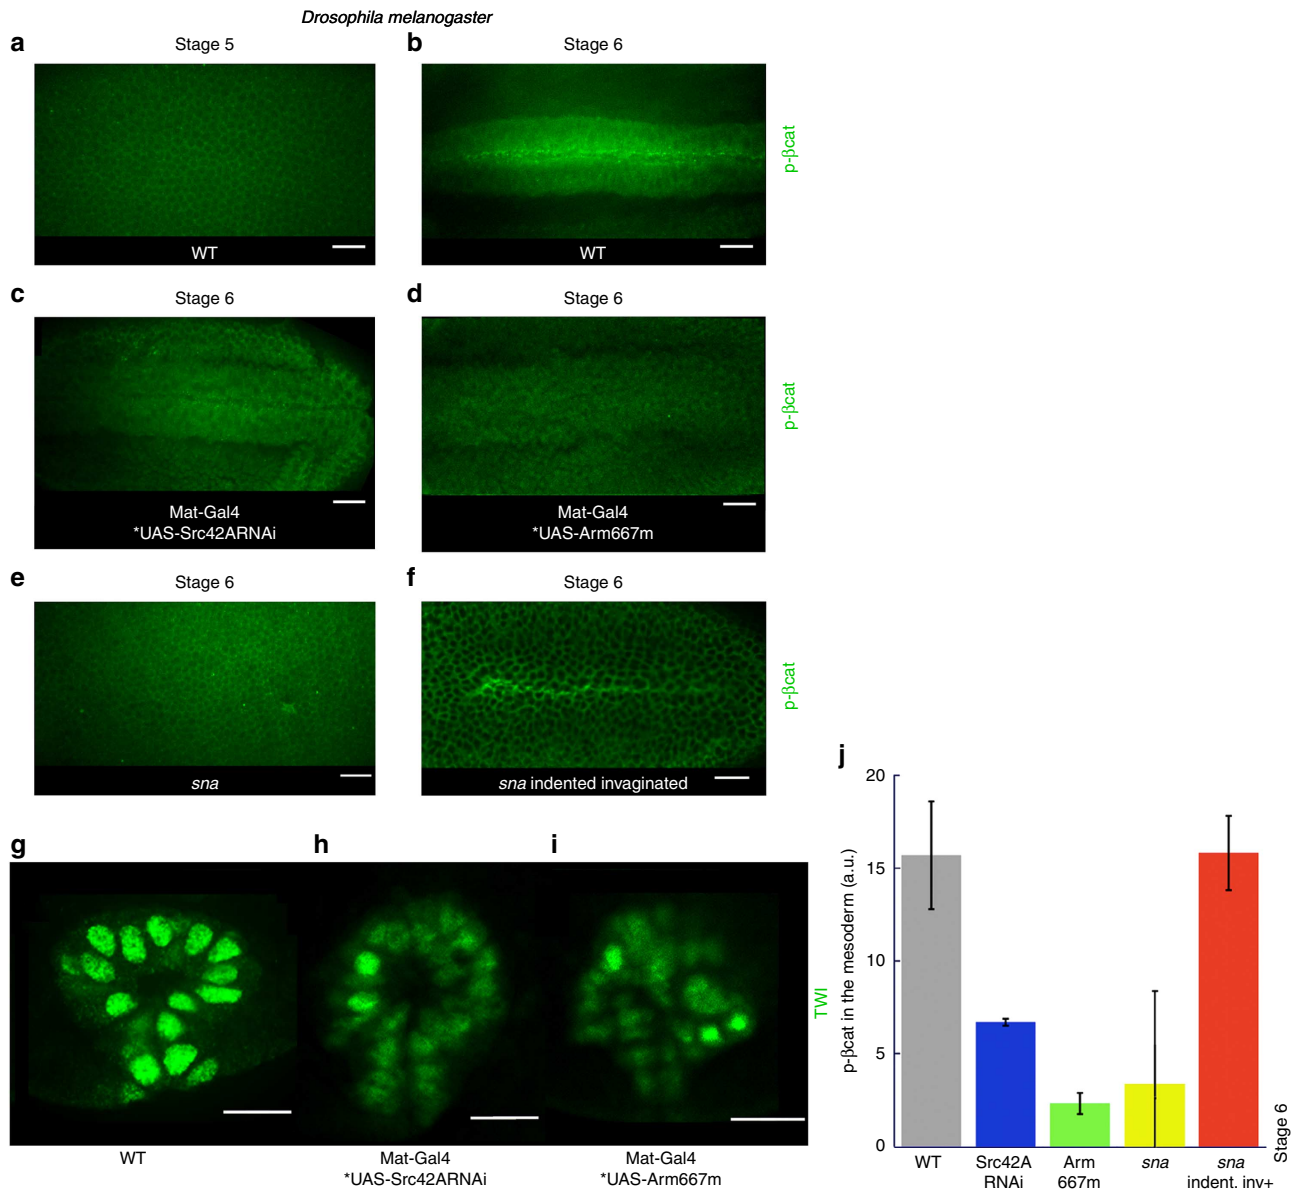 Drosophila melanogaster
a
Stage 5
b
Stage 6
WT
WT
p-βcat
c
Stage 6
d
Stage 6
Mat-Gal4
*UAS-Src42ARNAi
Mat-Gal4
*UAS-Arm667m
p-βcat
e
Stage 6
f
Stage 6
sna
sna indented invaginated
p-βcat
g
h
i
TWI
WT
Mat-Gal4
*UAS-Src42ARNAi
Mat-Gal4
*UAS-Arm667m
j
p-βcat in the mesoderm (a.u.)
20
15
10
5
0
WT
Src42A
RNAi
Arm
667m
sna
sna
indent. inv+
Stage 6